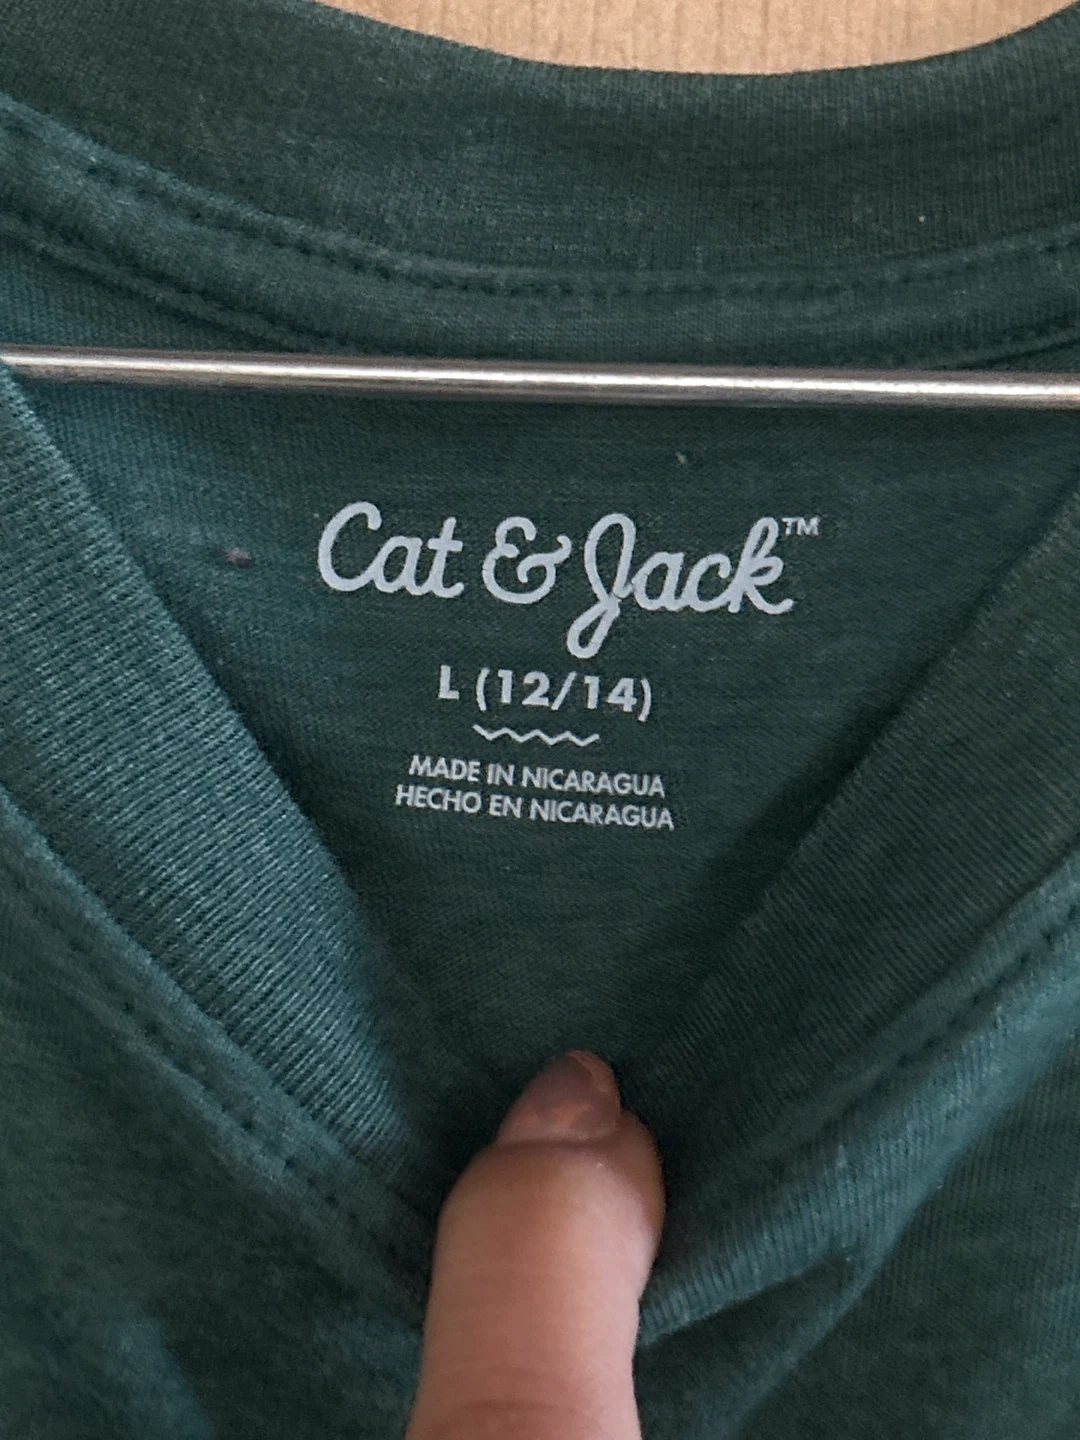 Cat & Jack™
L (12/14)
MADE IN NICARAGUA
HECHO EN NICARAGUA